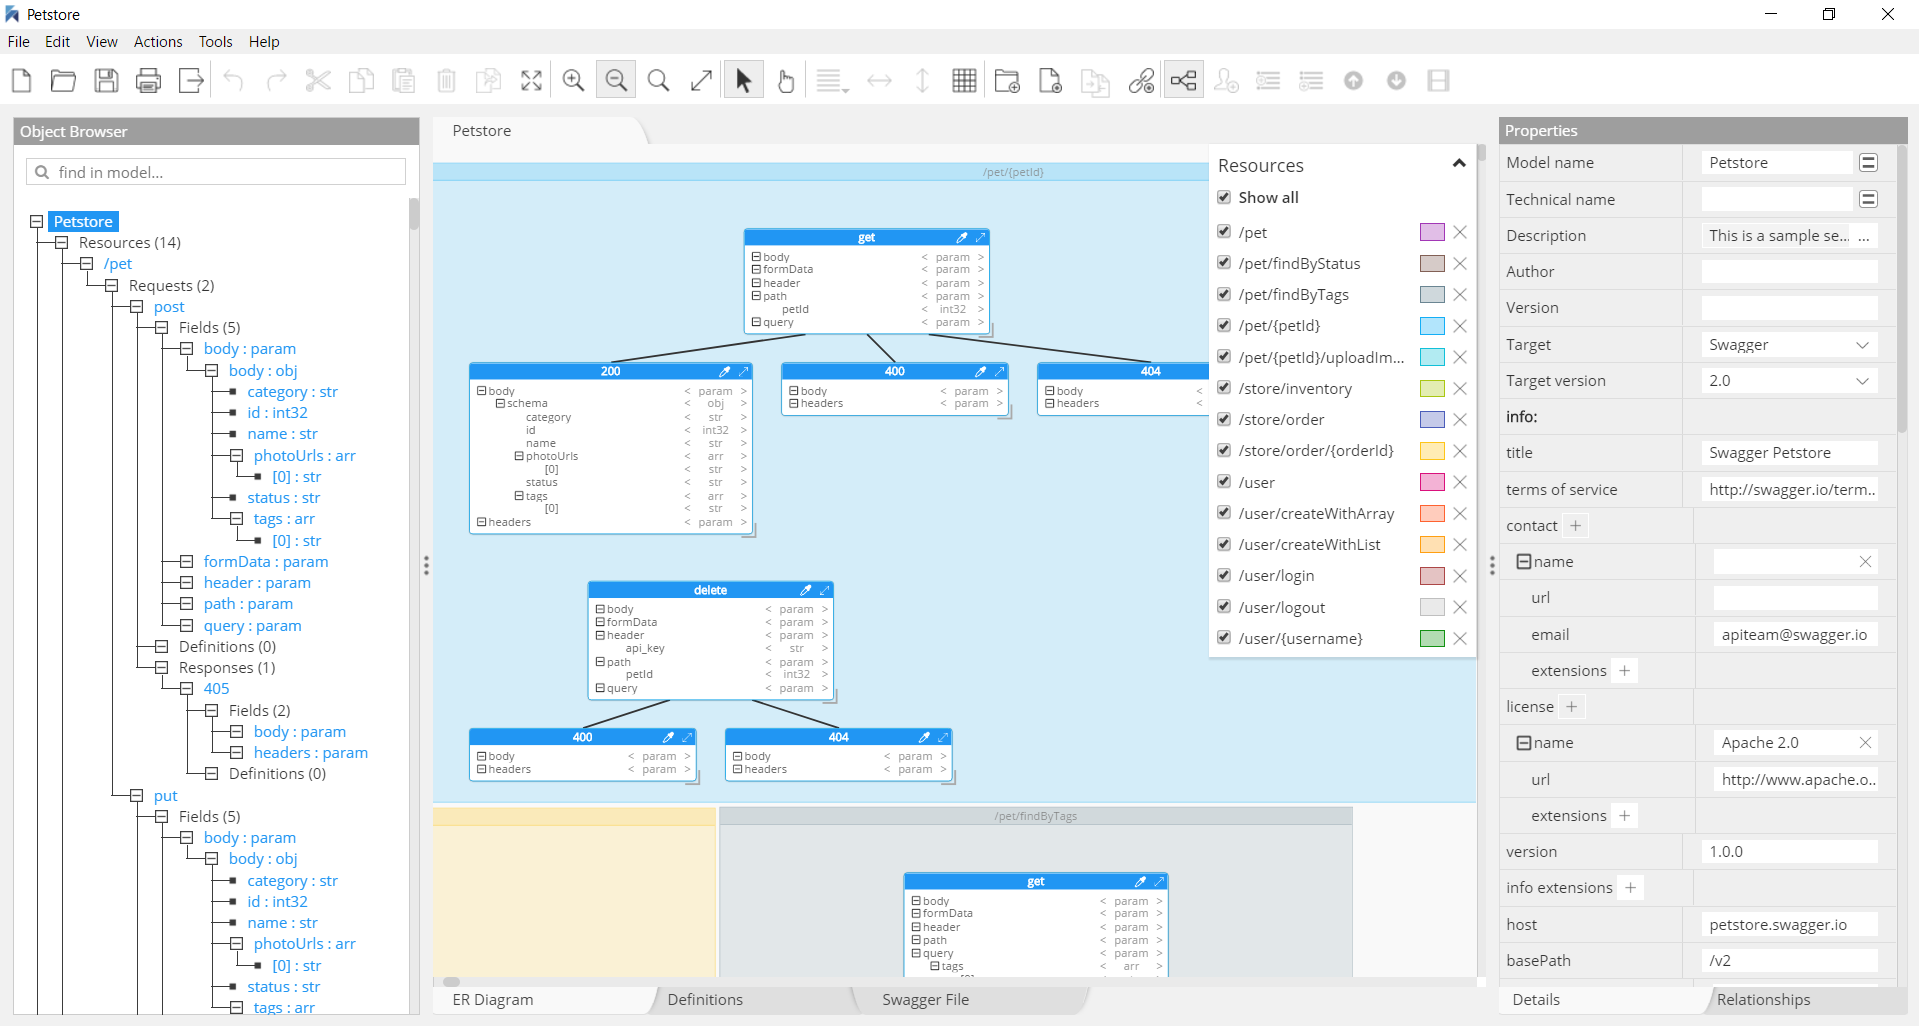 Petstore
File Edit View Actions Tools Help
Object Browser
find in model...
Petstore
Resources (14)
/pet
Requests (2)
post
Fields (5)
body : param
body : obj
category : str
id : int32
name : str
photoUrls : arr
[0] : str
status : str
tags : arr
[0] : str
formData : param
header : param
path : param
query : param
Definitions (0)
Responses (1)
405
Fields (2)
body : param
headers : param
Definitions (0)
put
Fields (5)
body : param
body : obj
category : str
id : int32
name : str
photoUrls : arr
[0] : str
status : str
tags : arr
Petstore
/pet/{petId}
get
body < param >
formData < param >
header < param >
path < param >
petId < int32 >
query < param >
200
body < param >
schema < obj >
category < str >
id < int32 >
name < str >
photoUrls < arr >
[0] < str >
status < str >
tags < arr >
[0] < str >
headers < param >
400
body < param >
headers < param >
404
body <
headers <
delete
body < param >
formData < param >
header < param >
api_key < str >
path < param >
petId < int32 >
query < param >
400
body < param >
headers < param >
404
body < param >
headers < param >
/pet/findByTags
get
body < param >
formData < param >
header < param >
path < param >
query < param >
tags < arr >
[0]
Resources
Show all
/pet
/pet/findByStatus
/pet/findByTags
/pet/{petId}
/pet/{petId}/uploadIm...
/store/inventory
/store/order
/store/order/{orderId}
/user
/user/createWithArray
/user/createWithList
/user/login
/user/logout
/user/{username}
ER Diagram Definitions Swagger File
Properties
Model name Petstore
Technical name
Description This is a sample se... ...
Author
Version
Target Swagger
Target version 2.0
info:
title Swagger Petstore
terms of service http://swagger.io/term..
contact +
name
url
email apiteam@swagger.io
extensions +
license +
name Apache 2.0
url http://www.apache.o..
extensions +
version 1.0.0
info extensions +
host petstore.swagger.io
basePath /v2
Details Relationships